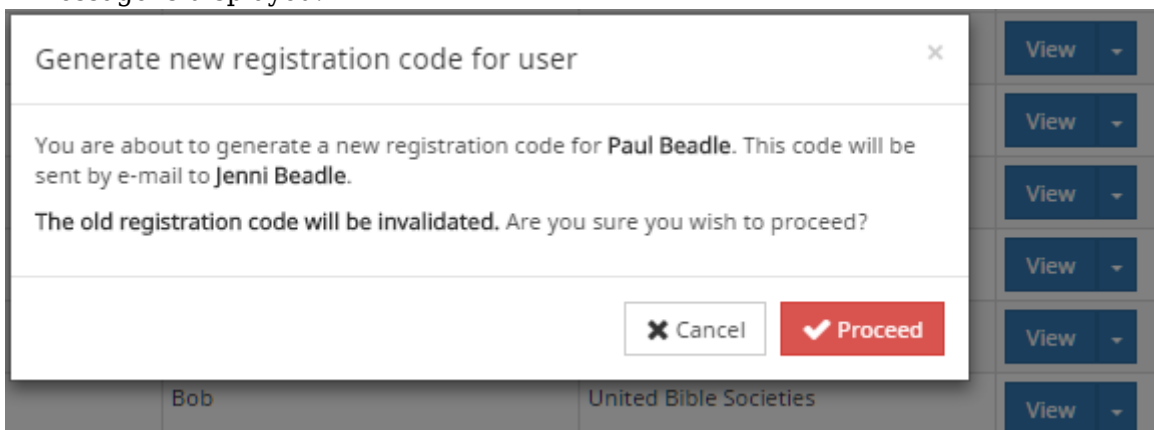 Generate new registration code for user ×
View
You are about to generate a new registration code for Paul Beadle. This code will be
sent by e-mail to Jenni Beadle.
The old registration code will be invalidated. Are you sure you wish to proceed?
View
View
View
Cancel Proceed
View
Bob United Bible Societies
View